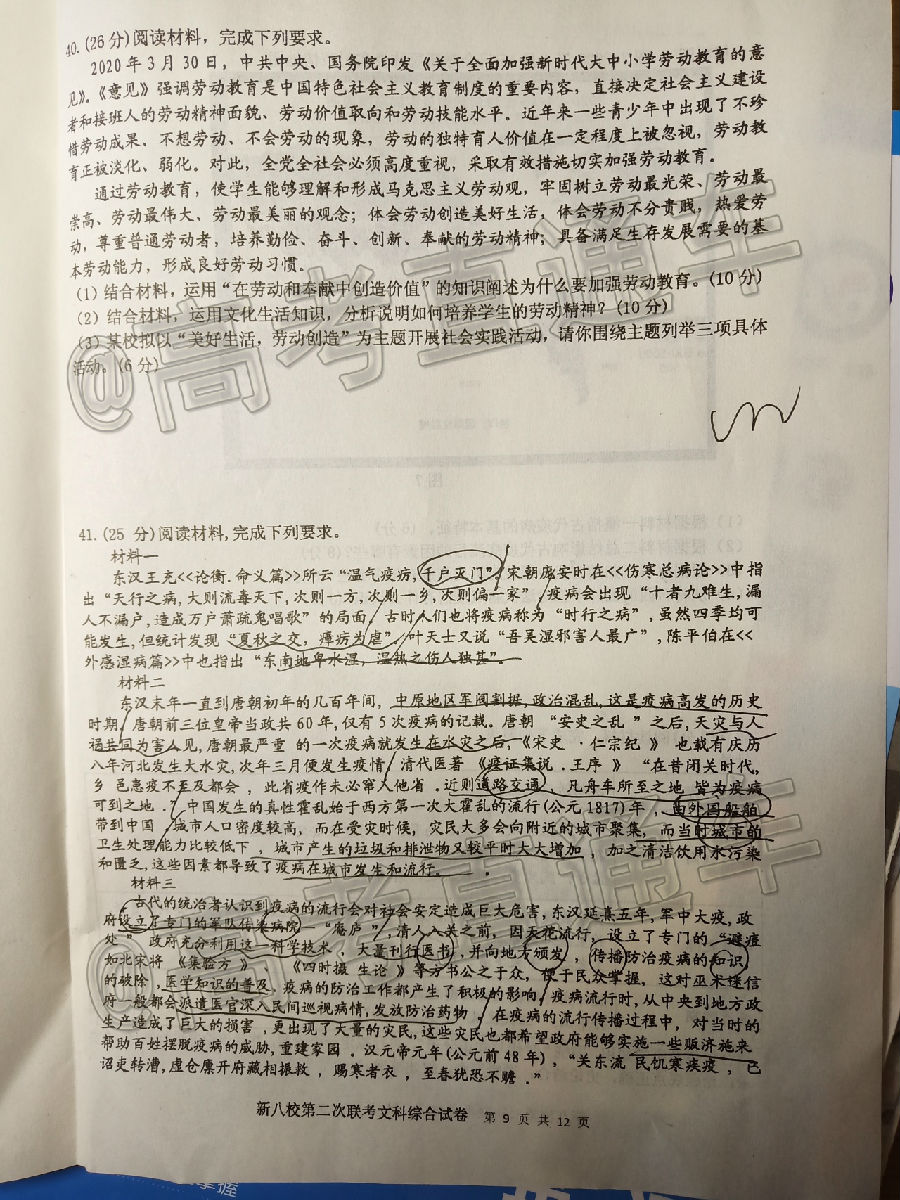 40. (26 分)阅读材料，完成下列要求。
2020 年 3 月 30 日，中共中央、国务院印发《关于全面加强新时代大中小学劳动教育的意
见》。《意见》强调劳动教育是中国特色社会主义教育制度的重要内容，直接决定社会主义建设
者和接班人的劳动精神面貌、劳动价值取向和劳动技能水平。近年来一些青少年中出现了不珍
惜劳动成果、不想劳动、不会劳动的现象，劳动的独特育人价值在一定程度上被忽视，劳动教
育正被淡化、弱化。对此，全党全社会必须高度重视，采取有效措施切实加强劳动教育。
通过劳动教育，使学生能够理解和形成马克思主义劳动观，牢固树立劳动最光荣、劳动最
崇高、劳动最伟大、劳动最美丽的观念；体会劳动创造美好生活，体会劳动不分贵贱，热爱劳
动，尊重普通劳动者，培养勤俭、奋斗、创新、奉献的劳动精神；具备满足生存发展需要的基
本劳动能力，形成良好劳动习惯。
(1) 结合材料，运用“在劳动和奉献中创造价值”的知识阐述为什么要加强劳动教育。(10 分)
(2) 结合材料，运用文化生活知识，分析说明如何培养学生的劳动精神？(10 分)
(3) 某校拟以“美好生活，劳动创造”为主题开展社会实践活动，请你围绕主题列举三项具体
活动。(6 分)
@高考直通车
41. (25 分)阅读材料,完成下列要求。
材料一
东汉王充<<论衡.命义篇>>所云“温气疫疠,千户灭门”。宋朝庞安时在<<伤寒总病论>>中指
出“天行之病,大则流毒天下,次则一方,次则一乡,次则偏一家”，疫病会出现“十者九难生,漏
人不漏户,造成万户萧疏鬼唱歌”的局面，古时人们也将疫病称为“时行之病”,虽然四季均可
能发生,但统计发现“夏秋之交，瘴疠为虐”。叶天士又说“吾吴湿邪害人最广”,陈平伯在<<
外感湿病篇>>中也指出“东南地卑水湿，湿热之伤人独甚”。
材料二
东汉末年一直到唐朝初年的几百年间，中原地区军阀割据,政治混乱,这是疫病高发的历史
时期，唐朝前三位皇帝当政共 60 年,仅有 5 次疫病的记载。唐朝 “安史之乱 ”之后,天灾与人
祸共同为害人见,唐朝最严重 的一次疫病就发生在水灾之后,《宋史 · 仁宗纪 》 也载有庆历
八年河北发生大水灾,次年三月便发生疫情，清代医著《 疫证集说 . 王序 》 “在昔闭关时代,
乡 邑患疫不至及都会 ，此省疫作未必帘人他省 .近则道路交通 ，凡舟车所至之地 皆为疫病
可到之地 . ”中国发生的真性霍乱始于西方第一次大霍乱的流行(公元 1817)年 ，由外国船舶
带到中国 .城市人口密度较高， 而在受灾时候，灾民大多会向附近的城市聚集，而当时城市的
卫生处理能力比较低下 ，城市产生的垃圾和排泄物又较平时大大增加 ，加之清洁饮用水污染
和匮乏,这些因素都导致了疫病在城市发生和流行。
材料三
古代的统治者认识到疫病的流行会对社会安定造成巨大危害,东汉延熹五年,军中大疫,政
府设立了专门的军队传染病院— “庵庐 ”,清人入关之前，因天花流行，设立了专门的 “避痘
处” 政府充分利用这一科学技术 ，大量刊行医书 ,并向地方颁发 ，传播防治疫病的知识
如北宋将 《集验方 》 《四时摄 生论 》等方书公之于众，便于民众掌握，这对巫术迷信
的破除 ,医学知识的普及，疫病的防治工作都产生了积极的影响，疫病流行时,从中央到地方政
府一般都会派遣医官深入民间巡视病情,发放防治药物 ，在疫病的流行传播过程中，对当时的
生产造成了巨大的损害 ,更出现了大量的灾民,这些灾民也都希望政府能够实施一些赈济施来
帮助百姓摆脱疫病的威胁,重建家园 . 汉元帝元年(公元前 48 年) ，“关东流 民饥寒疾疫 ，已
诏吏转漕,虚仓廪开府藏相振救 ，赐寒者衣 ，至春犹恐不赡 . ”
@高考直通车
新八校第二次联考文科综合试卷 第 9 页 共 12 页